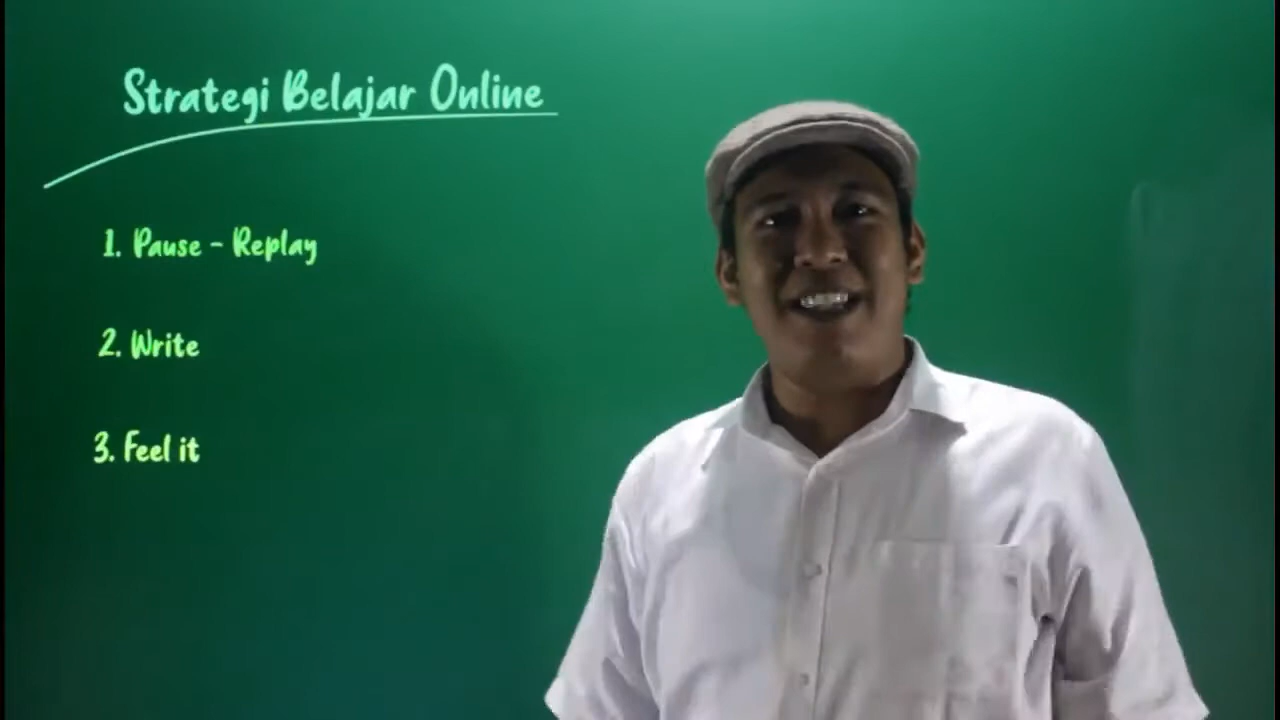 Strategi Belajar Online
1. Pause - Replay
2. Write
3. Feel it